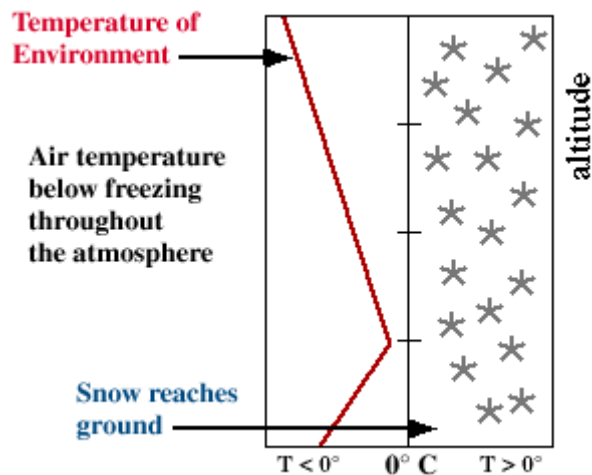 Temperature of
Environment
altitude
Air temperature
below freezing
throughout
the atmosphere
Snow reaches
ground
T < 0° 0° C T > 0°